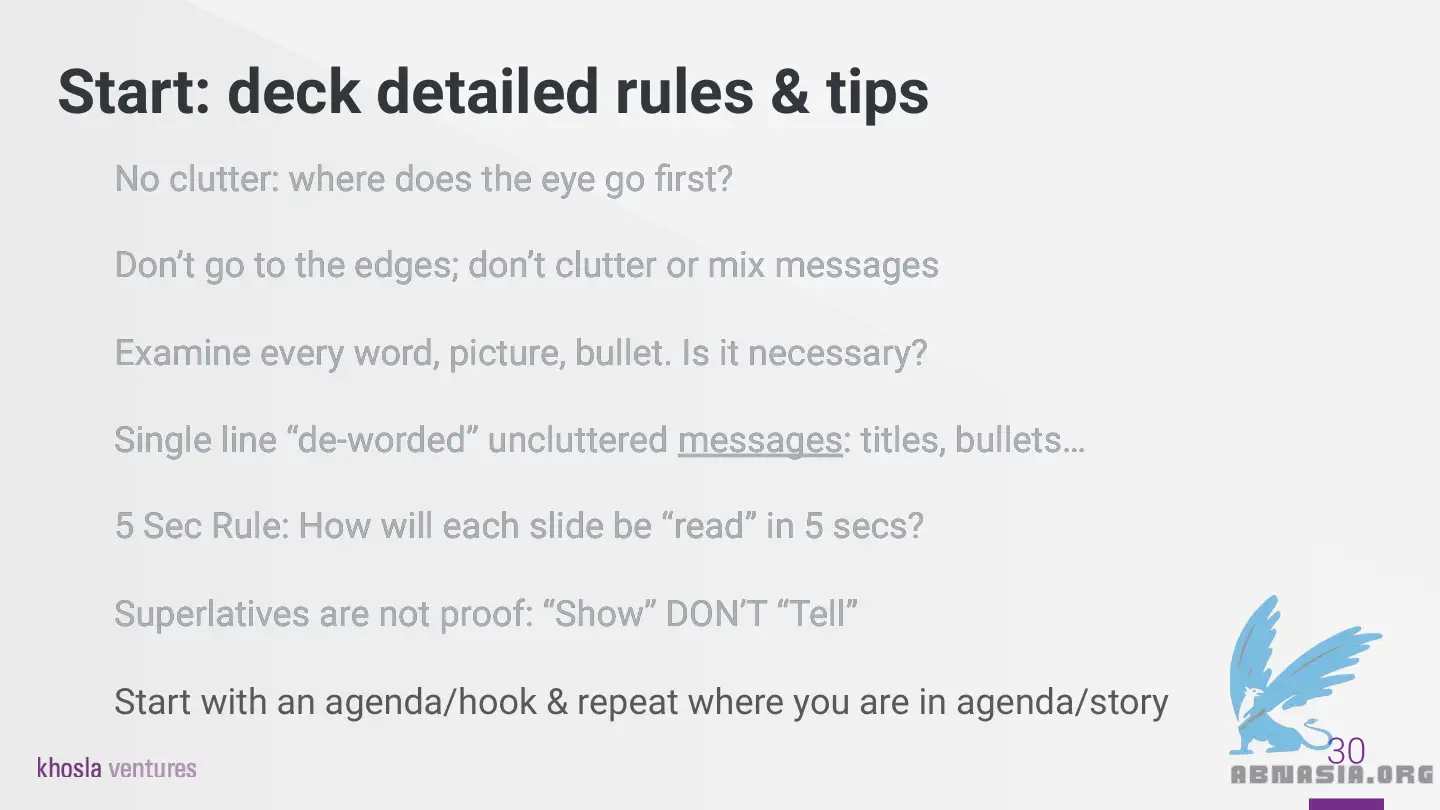 Start: deck detailed rules & tips
No clutter: where does the eye go first?
Don’t go to the edges; don’t clutter or mix messages
Examine every word, picture, bullet. Is it necessary?
Single line “de-worded” uncluttered messages: titles, bullets…
5 Sec Rule: How will each slide be “read” in 5 secs?
Superlatives are not proof: “Show” DON’T “Tell”
Start with an agenda/hook & repeat where you are in agenda/story
khosla ventures
30
ABNASIA.ORG